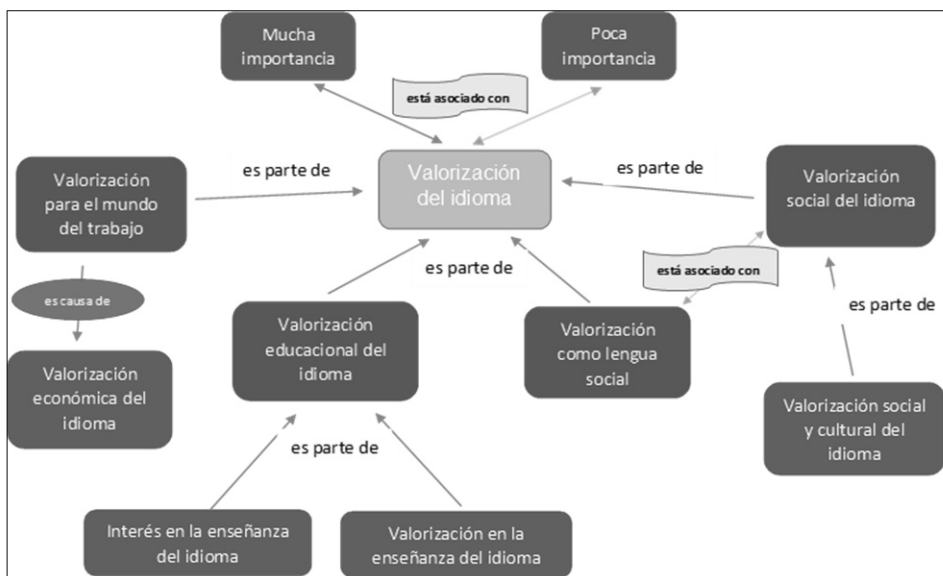 Mucha
importancia
Poca
importancia
está asociado con
es parte de
Valorización
del idioma
es parte de
Valorización
para el mundo
del trabajo
Valorización
social del idioma
es parte de
está asociado con
es causa de
es parte de
Valorización
educacional del
idioma
Valorización
como lengua
social
Valorización
económica del
idioma
Valorización social
y cultural del
idioma
es parte de
Interés en la enseñanza
del idioma
Valorización en la
enseñanza del idioma